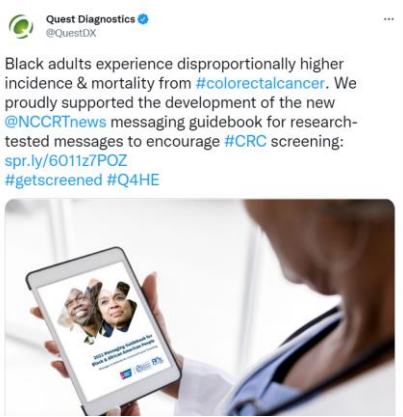 Quest Diagnostics
@QuestDX
Black adults experience disproportionally higher
incidence & mortality from #colorectalcancer. We
proudly supported the development of the new
@NCCRTnews messaging guidebook for research-
tested messages to encourage #CRC screening:
spr.ly/6011z7POZ
#getscreened #Q4HE
2022 Messaging Guidebook for
Black & African American People